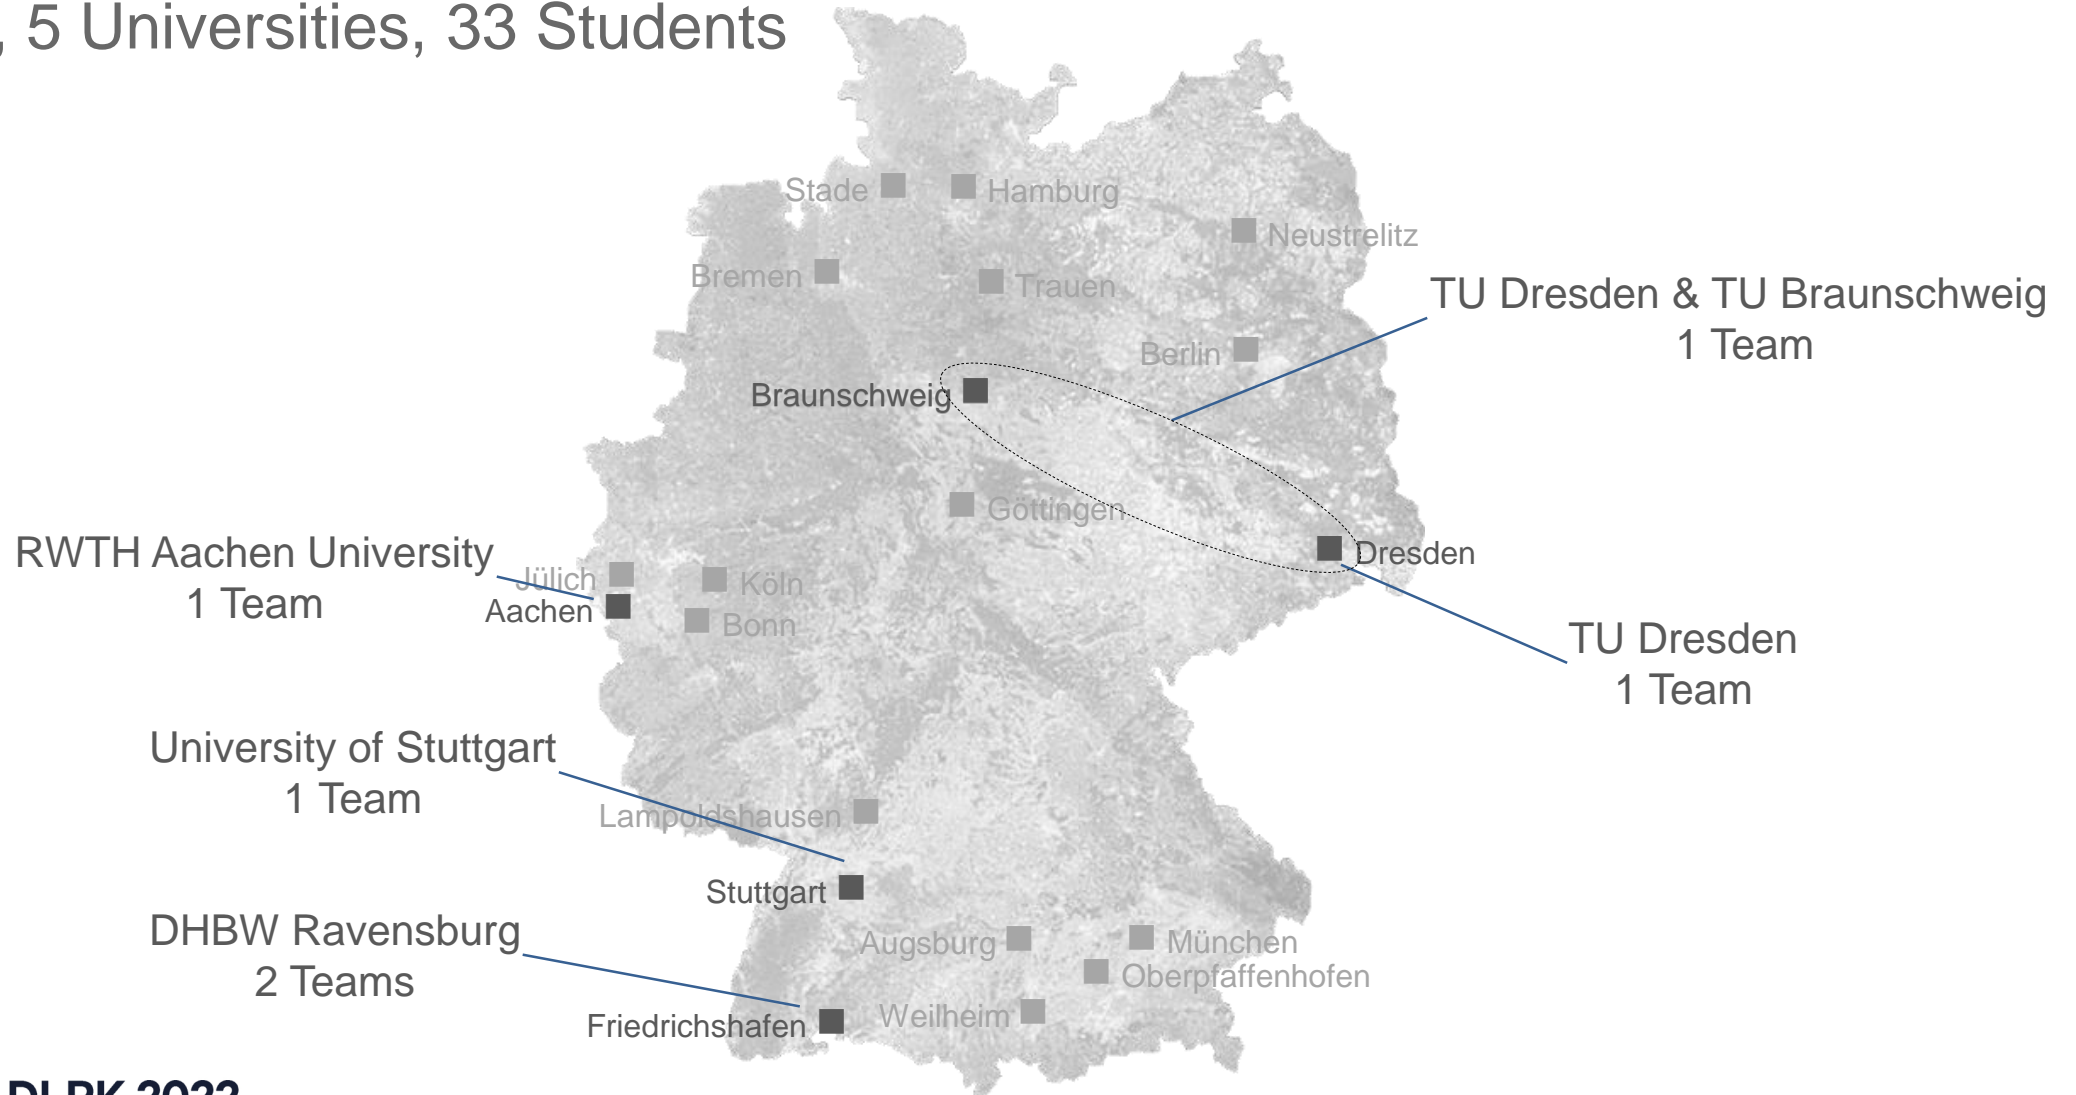 , 5 Universities, 33 Students
Stade
Hamburg
Neustrelitz
Bremen
Trauen
TU Dresden & TU Braunschweig
1 Team
Berlin
Braunschweig
Göttingen
Dresden
RWTH Aachen University
1 Team
Jülich
Köln
Aachen
Bonn
TU Dresden
1 Team
University of Stuttgart
1 Team
Lampoldshausen
Stuttgart
DHBW Ravensburg
2 Teams
Augsburg
München
Oberpfaffenhofen
Friedrichshafen
Weilheim
DLRK 2022